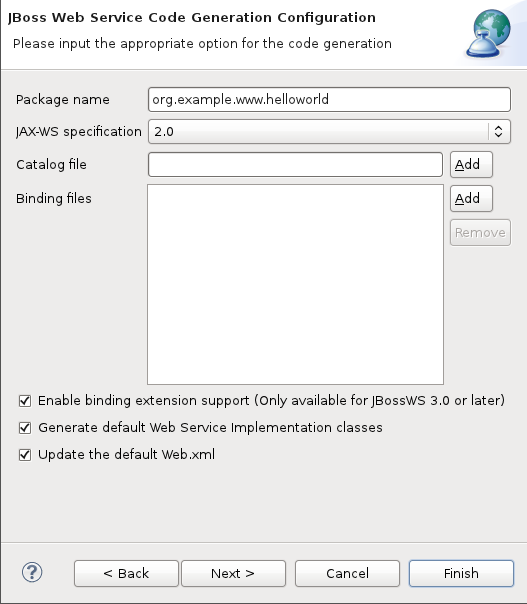 JBoss Web Service Code Generation Configuration
Please input the appropriate option for the code generation
Package name org.example.www.helloworld
JAX-WS specification 2.0
Catalog file Add
Binding files Add
Remove
Enable binding extension support (Only available for JBossWS 3.0 or later)
Generate default Web Service Implementation classes
Update the default Web.xml
? < Back Next > Cancel Finish